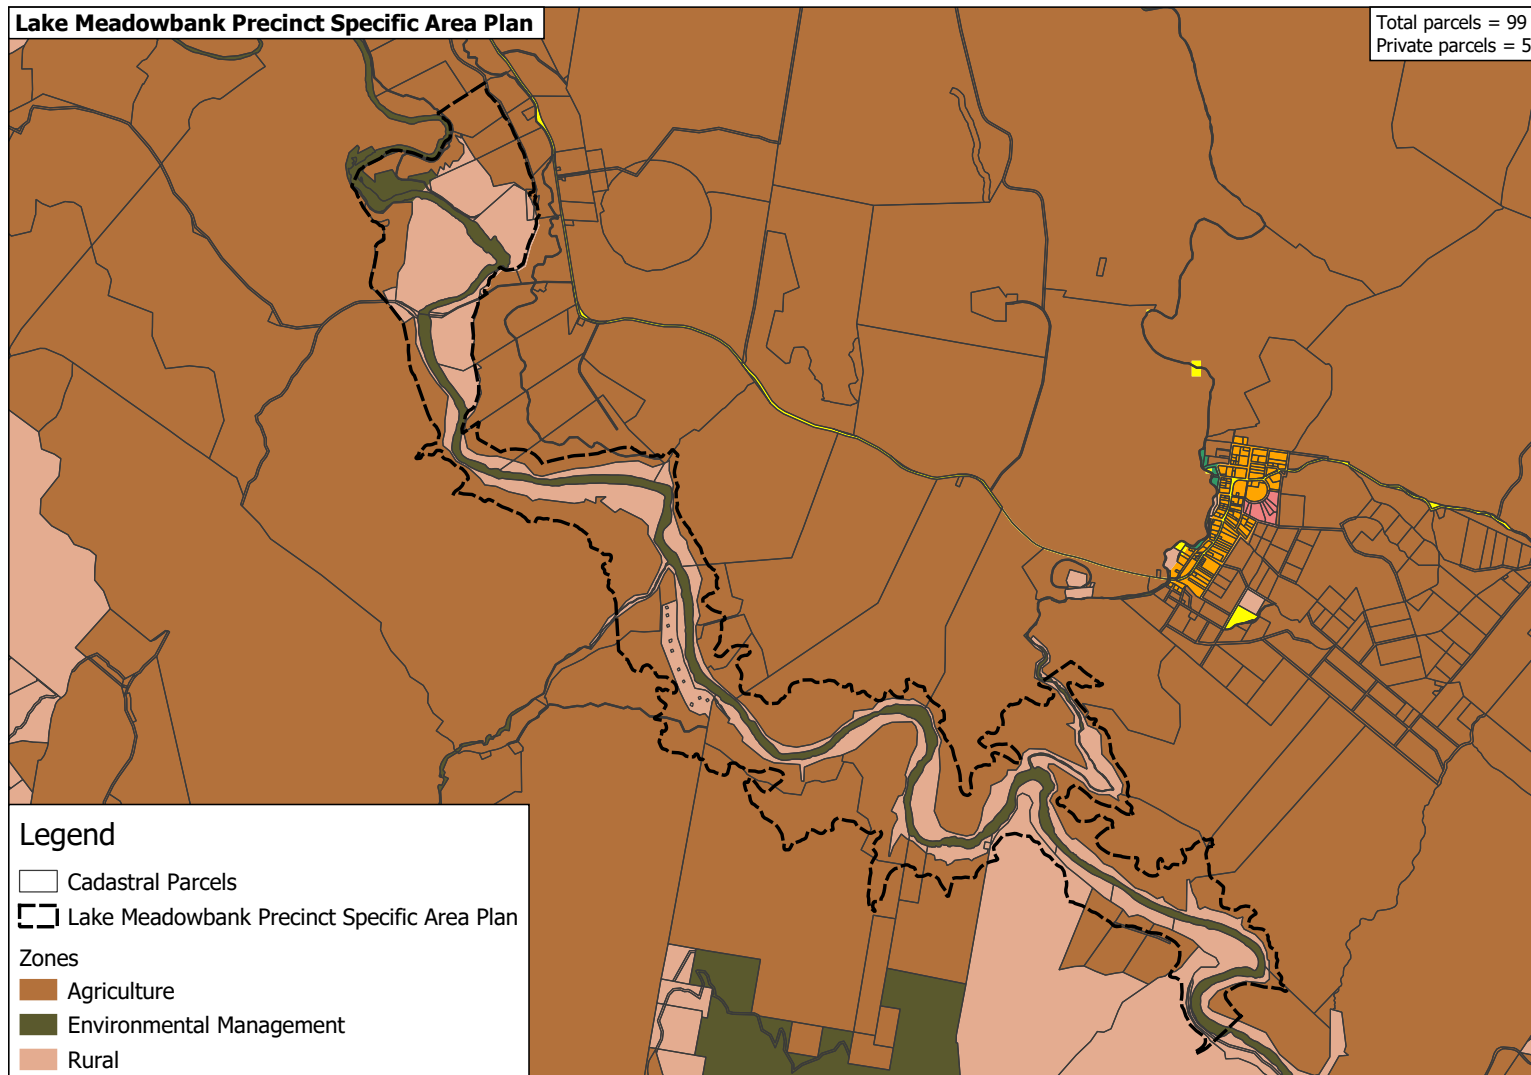 Lake Meadowbank Precinct Specific Area Plan
Total parcels = 99
Private parcels = 5
Legend
Cadastral Parcels
Lake Meadowbank Precinct Specific Area Plan
Zones
Agriculture
Environmental Management
Rural